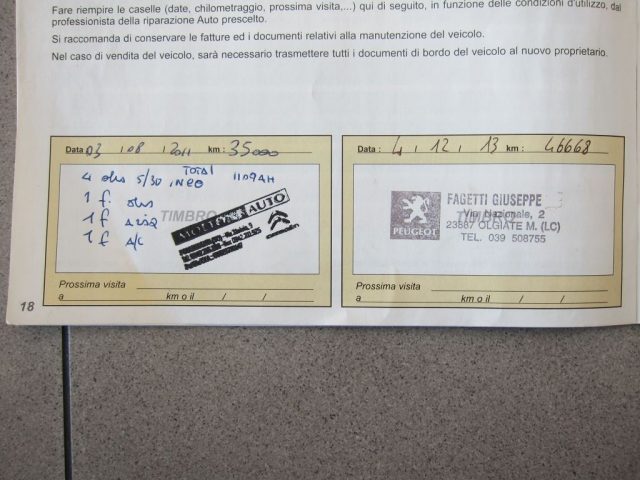 Fare riempire le caselle (date, chilometraggio, prossima visita,...) qui di seguito, in funzione delle condizioni d'utilizzo, dal
professionista della riparazione Auto prescelto.
Si raccomanda di conservare le fatture ed i documenti relativi alla manutenzione del veicolo.
Nel caso di vendita del veicolo, sarà necessario trasmettere tutti i documenti di bordo del veicolo al nuovo proprietario.
Data 03 08 2011 km: 35000
4 5/30 TOTAL
INEO
1 f.
1 f
1 f A/C
TIMBRO
AUTO
Prossima visita
a km o il / /
Data: 4 12 13 km: 46668
PEUGEOT
FAGETTI GIUSEPPE
Via Nazionale, 2
TIMBRO
23887 OLGIATE M. (LC)
TEL. 039 508755
Prossima visita
a km o il / /
18